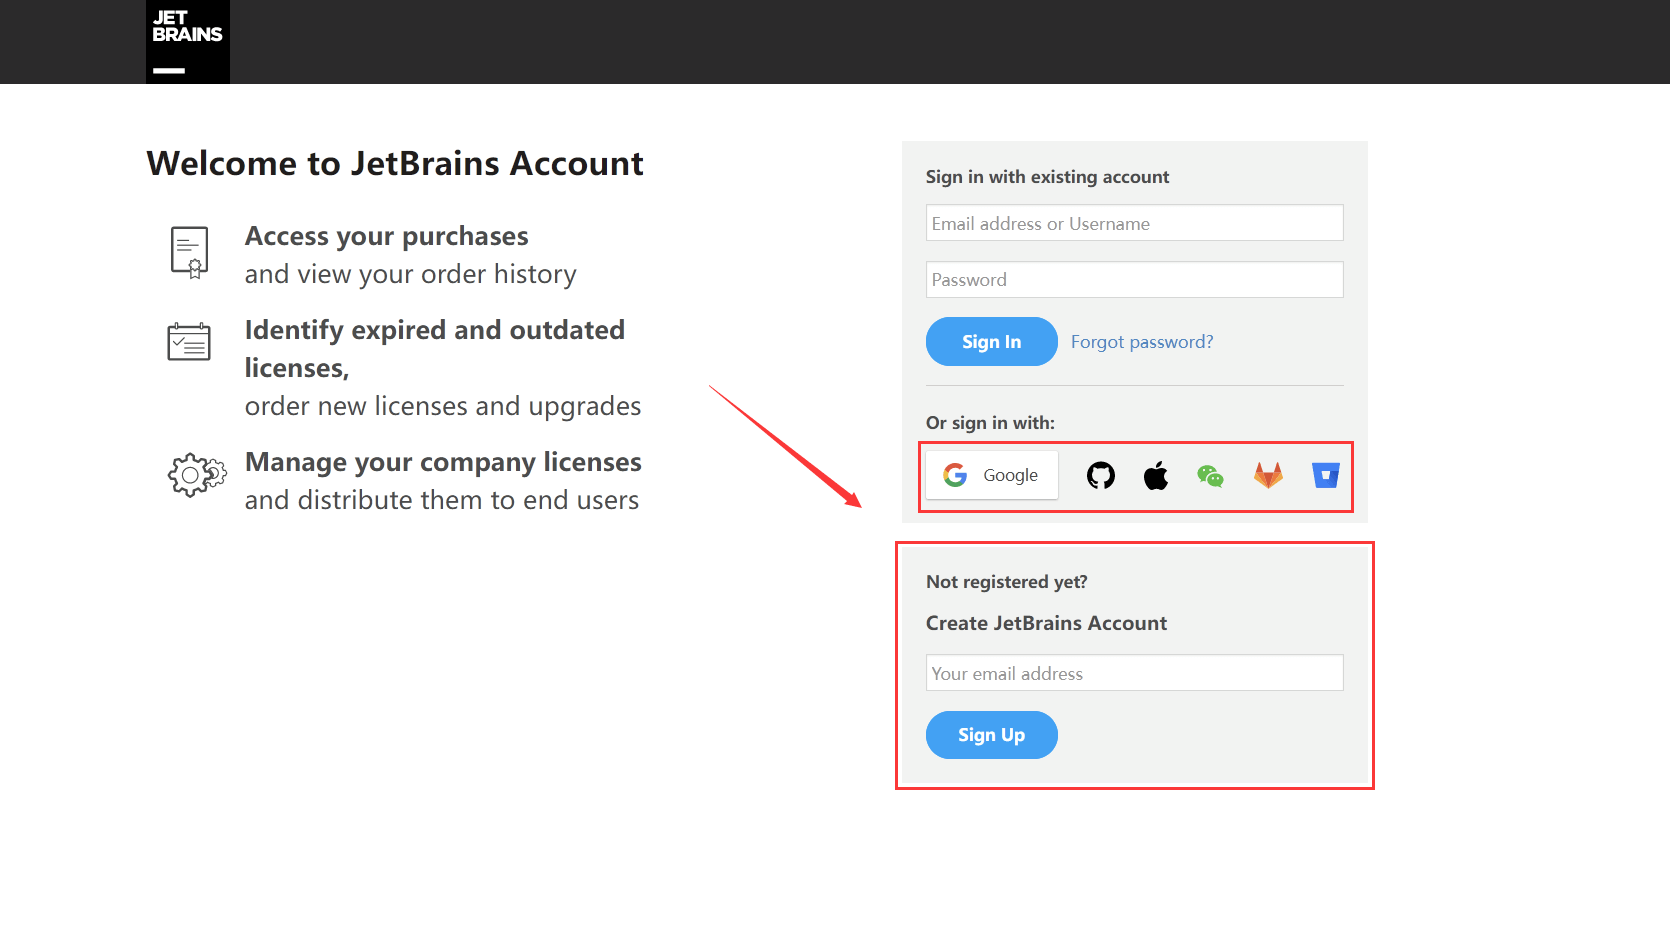 JET
BRAINS
Welcome to JetBrains Account
Access your purchases
and view your order history
Identify expired and outdated
licenses,
order new licenses and upgrades
Manage your company licenses
and distribute them to end users
Sign in with existing account
Email address or Username
Password
Sign In Forgot password?
Or sign in with:
Google
Not registered yet?
Create JetBrains Account
Your email address
Sign Up